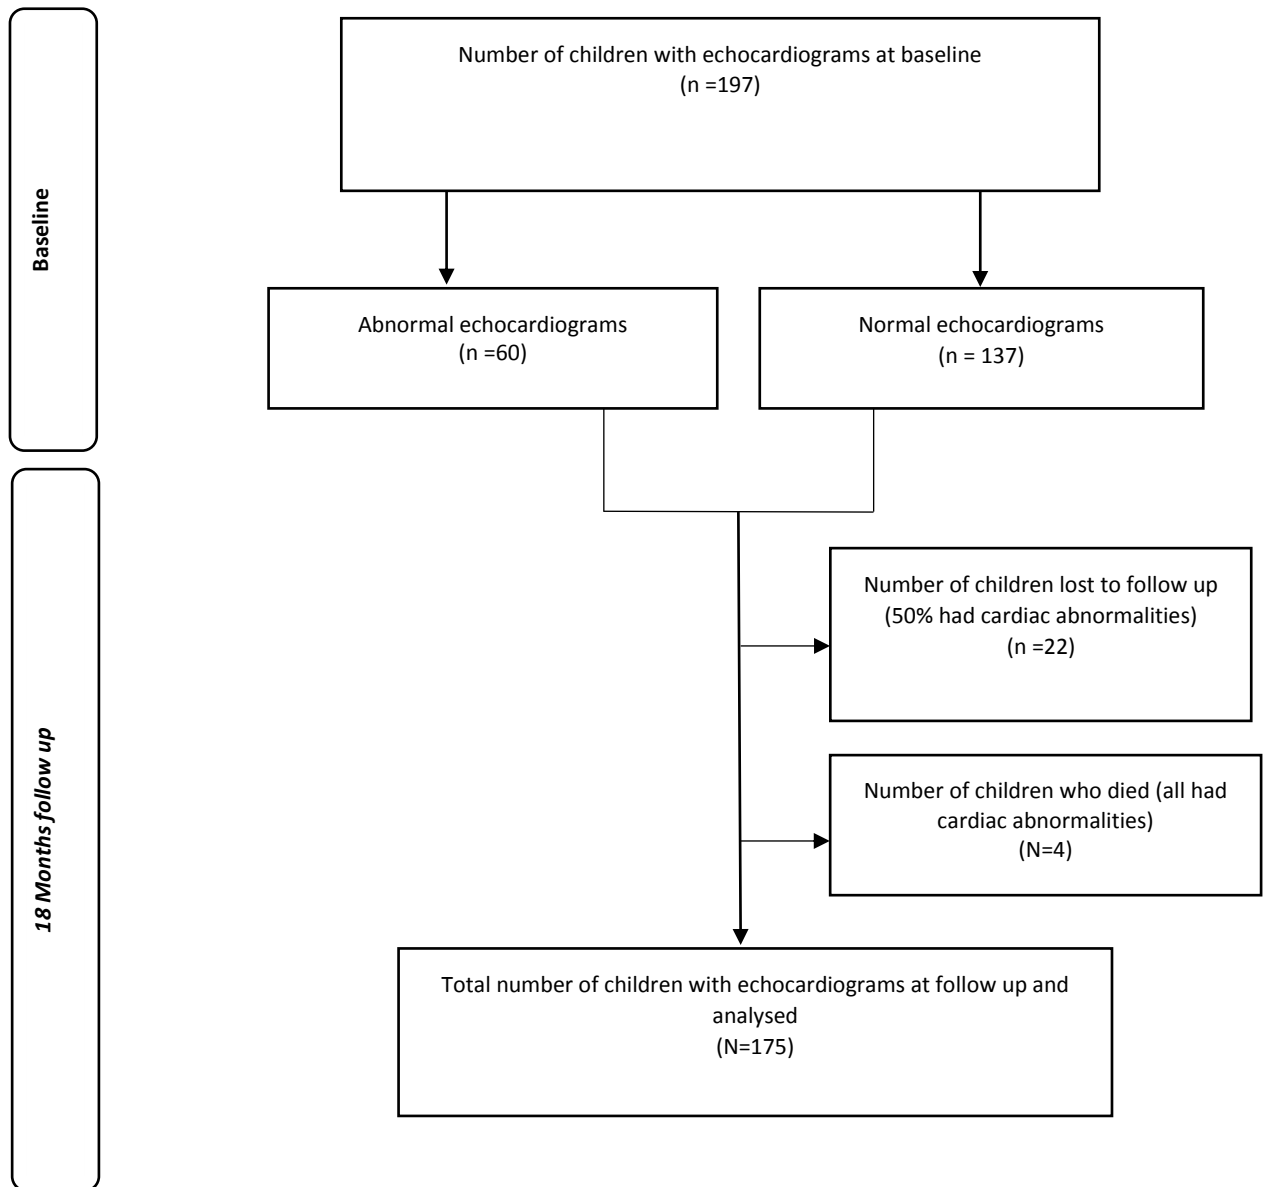 Baseline
Number of children with echocardiograms at baseline
(n =197)
Abnormal echocardiograms
(n =60)
Normal echocardiograms
(n = 137)
18 Months follow up
Number of children lost to follow up
(50% had cardiac abnormalities)
(n =22)
Number of children who died (all had
cardiac abnormalities)
(N=4)
Total number of children with echocardiograms at follow up and
analysed
(N=175)